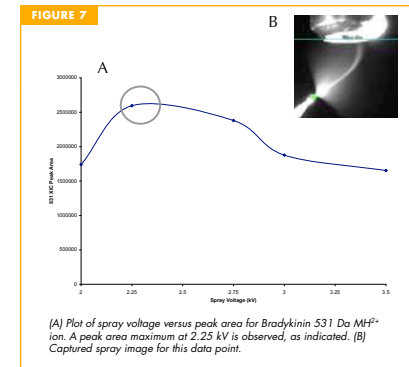 FIGURE 7
B
A
3000000
2500000
2000000
1500000
1000000
500000
0
531 XIC Peak Area
2 2.25 2.5 2.75 3 3.25 3.5
Spray Voltage (kV)
(A) Plot of spray voltage versus peak area for Bradykinin 531 Da MH²⁺
ion. A peak area maximum at 2.25 kV is observed, as indicated. (B)
Captured spray image for this data point.